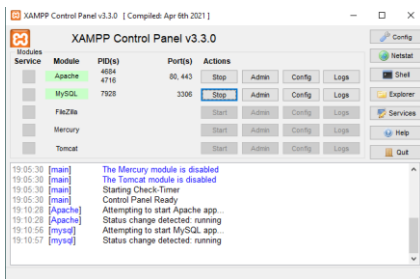 XAMPP Control Panel v3.3.0 [ Compiled: Apr 6th 2021 ]
XAMPP Control Panel v3.3.0
Config
Netstat
Shell
Explorer
Services
Help
Quit
Modules
Service Module PID(s) Port(s) Actions
Apache 4684 4716 80, 443 Stop Admin Config Logs
MySQL 7928 3306 Stop Admin Config Logs
FileZilla Start Admin Config Logs
Mercury Start Admin Config Logs
Tomcat Start Admin Config Logs
19:05:30 [main] The Mercury module is disabled
19:05:30 [main] The Tomcat module is disabled
19:05:30 [main] Starting Check-Timer
19:05:30 [main] Control Panel Ready
19:10:28 [Apache] Attempting to start Apache app...
19:10:28 [Apache] Status change detected: running
19:10:56 [mysql] Attempting to start MySQL app...
19:10:57 [mysql] Status change detected: running